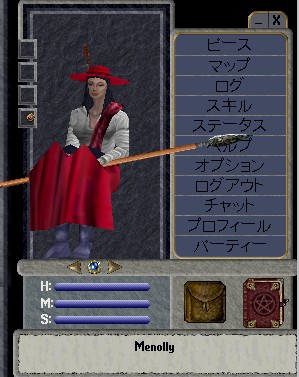 X
ピース
マップ
ログ
スキル
ステータス
ヘルプ
オプション
ログアウト
チャット
プロフィール
パーティー
H:
M:
S:
Menolly